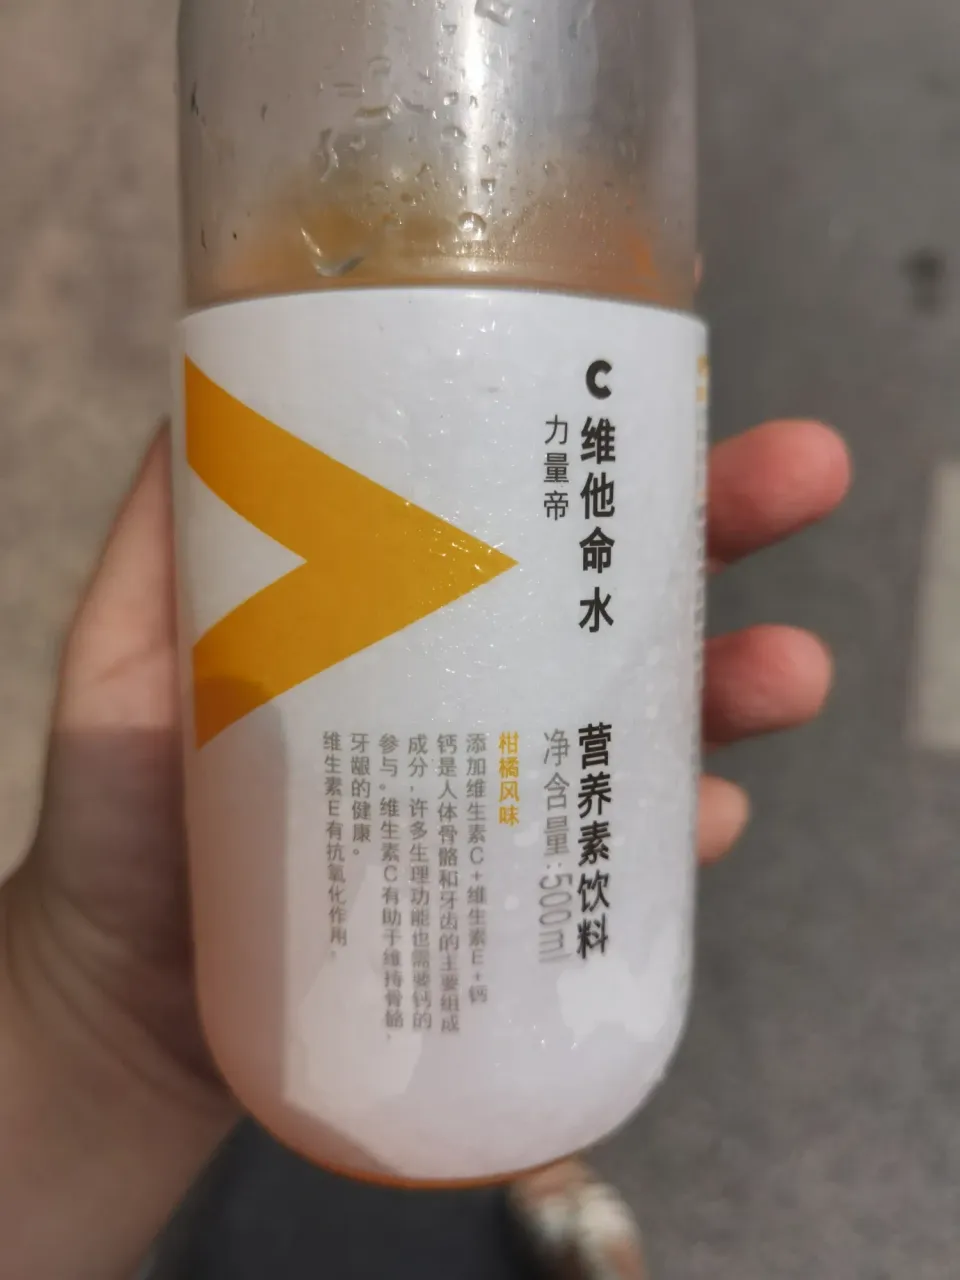 C维他命水
营养素饮料
力量帝
净含量:500ml
柑橘风味
添加维生素C+维生素E+钙
钙是人体骨骼和牙齿的主要组成
成分，许多生理功能也需要钙的
参与。维生素C有助于维持骨骼、
牙龈的健康。
维生素E有抗氧化作用。